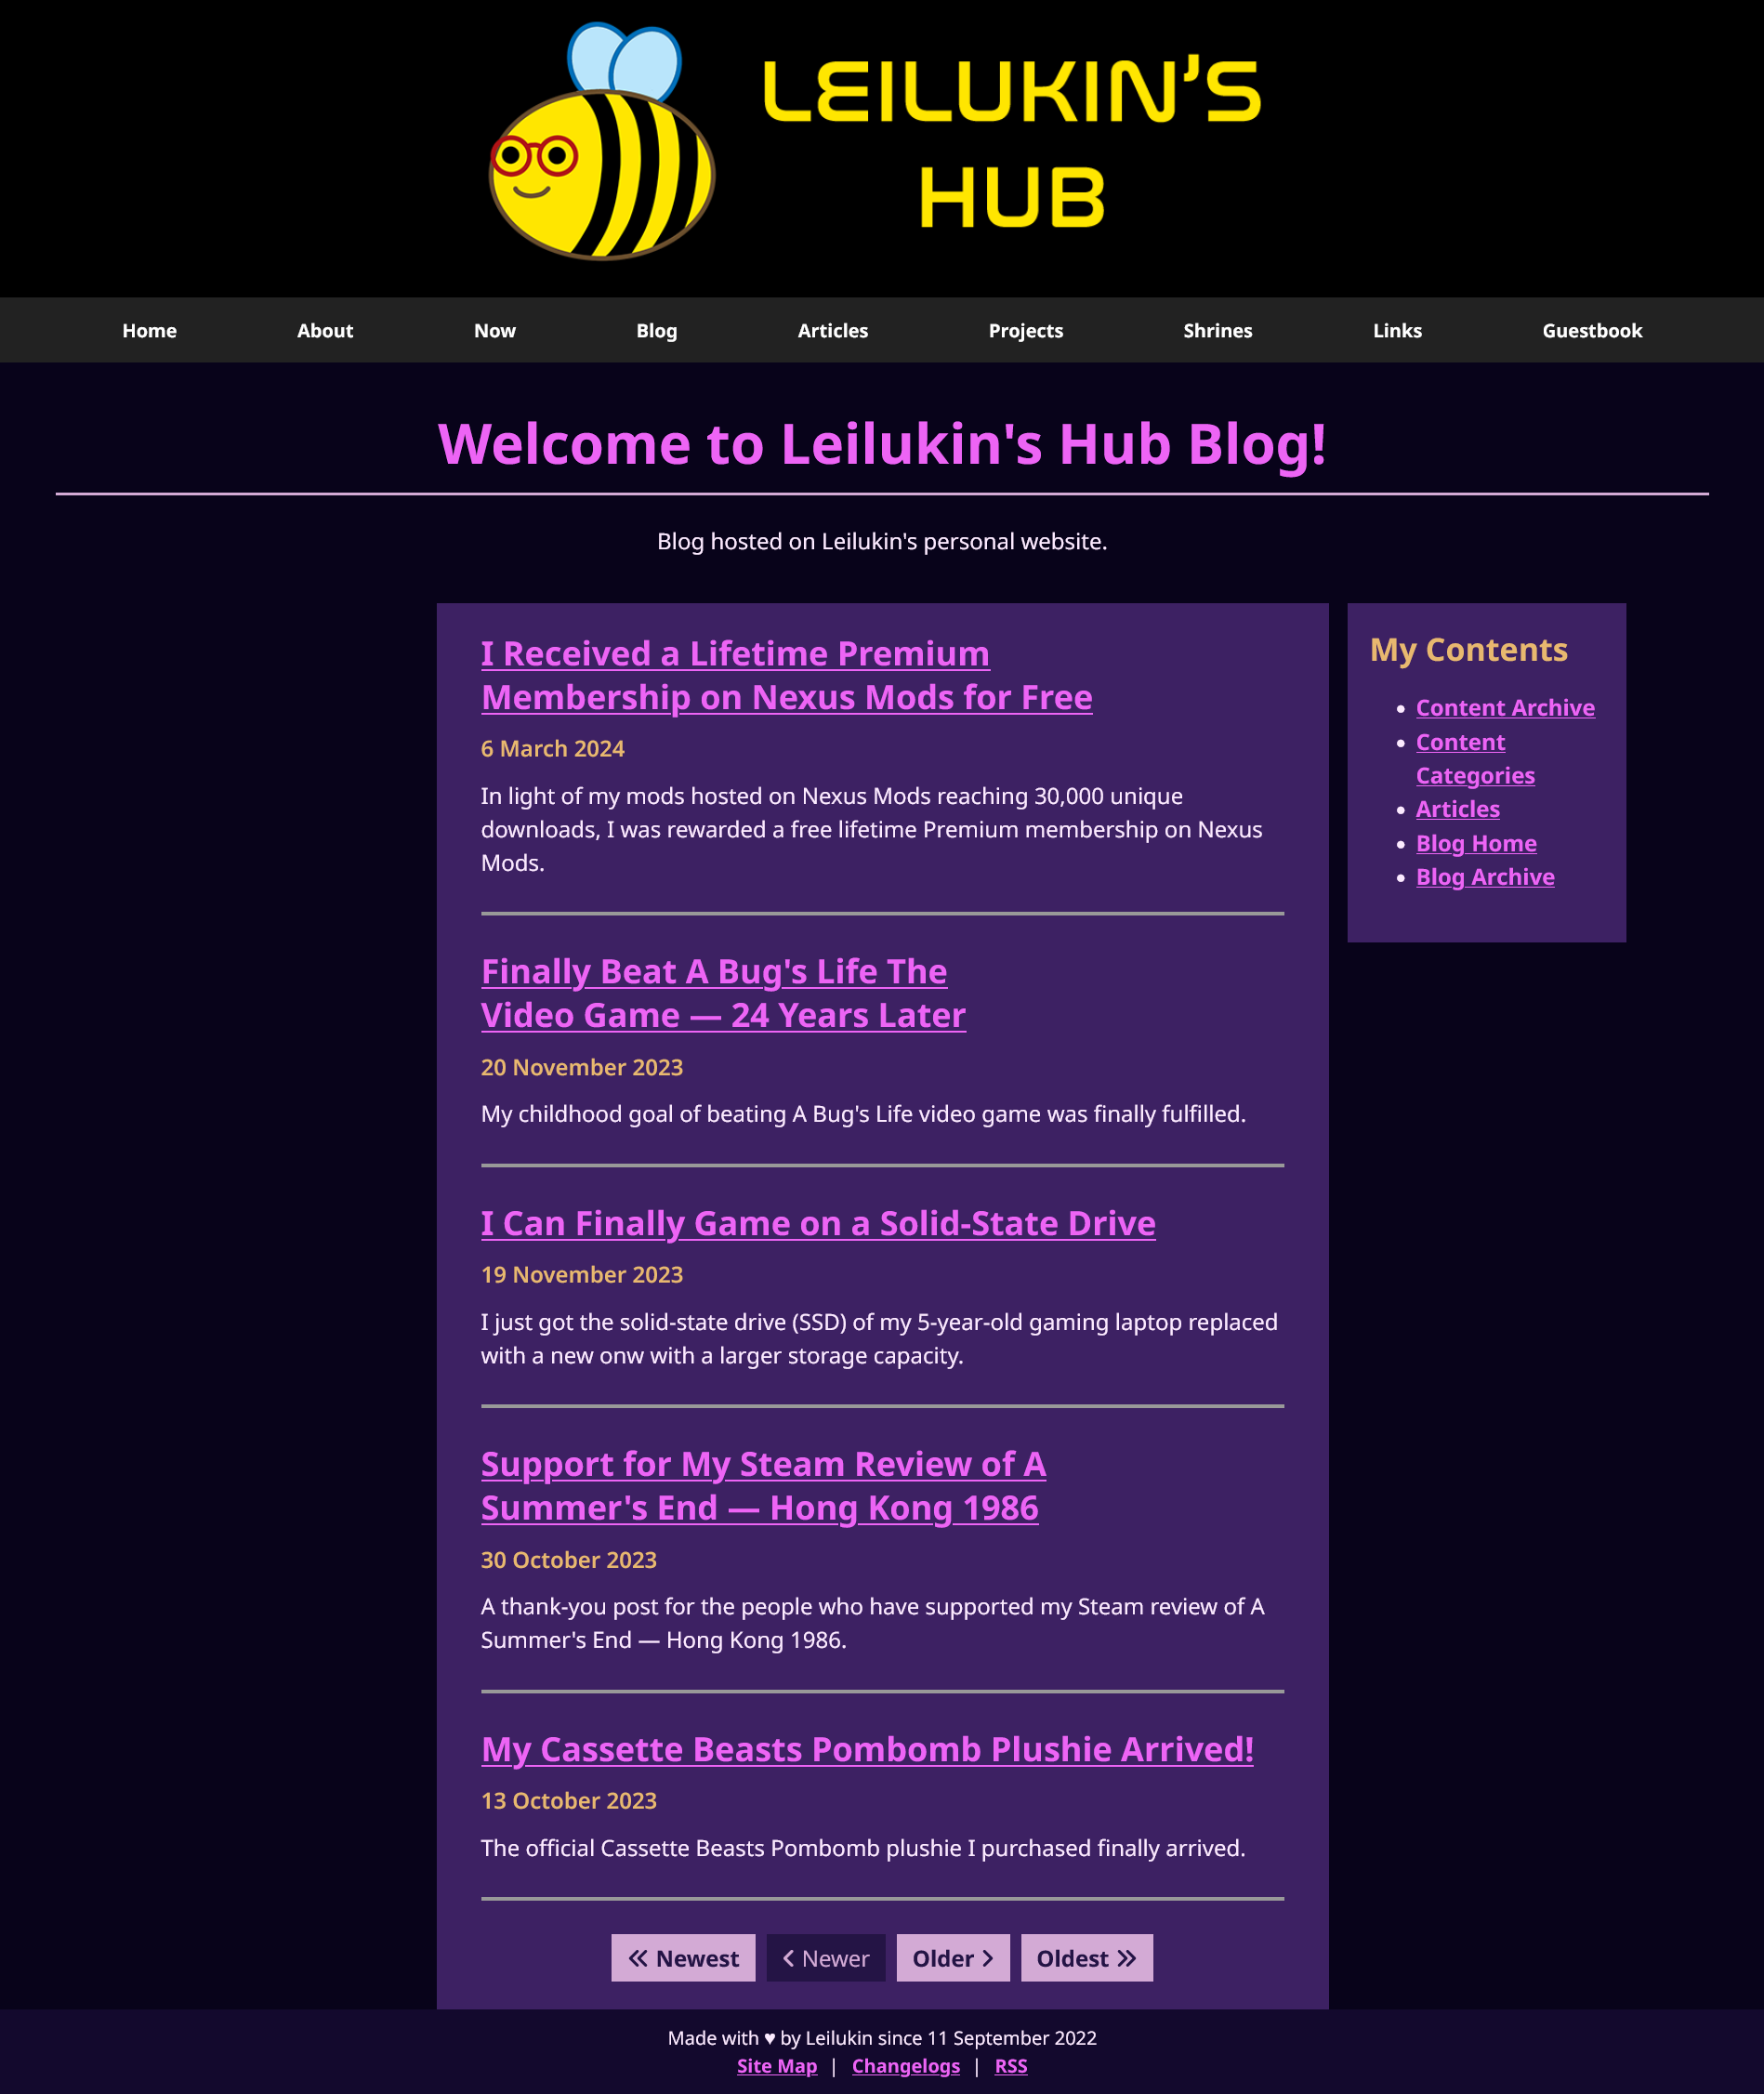 LEILUKIN'S
HUB
Home About Now Blog Articles Projects Shrines Links Guestbook
Welcome to Leilukin's Hub Blog!
Blog hosted on Leilukin's personal website.
I Received a Lifetime Premium
Membership on Nexus Mods for Free
6 March 2024
In light of my mods hosted on Nexus Mods reaching 30,000 unique
downloads, I was rewarded a free lifetime Premium membership on Nexus
Mods.
Finally Beat A Bug's Life The
Video Game — 24 Years Later
20 November 2023
My childhood goal of beating A Bug's Life video game was finally fulfilled.
I Can Finally Game on a Solid-State Drive
19 November 2023
I just got the solid-state drive (SSD) of my 5-year-old gaming laptop replaced
with a new onw with a larger storage capacity.
Support for My Steam Review of A
Summer's End — Hong Kong 1986
30 October 2023
A thank-you post for the people who have supported my Steam review of A
Summer's End — Hong Kong 1986.
My Cassette Beasts Pombomb Plushie Arrived!
13 October 2023
The official Cassette Beasts Pombomb plushie I purchased finally arrived.
Newest Newer Older Oldest
My Contents
Content Archive
Content
Categories
Articles
Blog Home
Blog Archive
Made with ♥ by Leilukin since 11 September 2022
Site Map | Changelogs | RSS